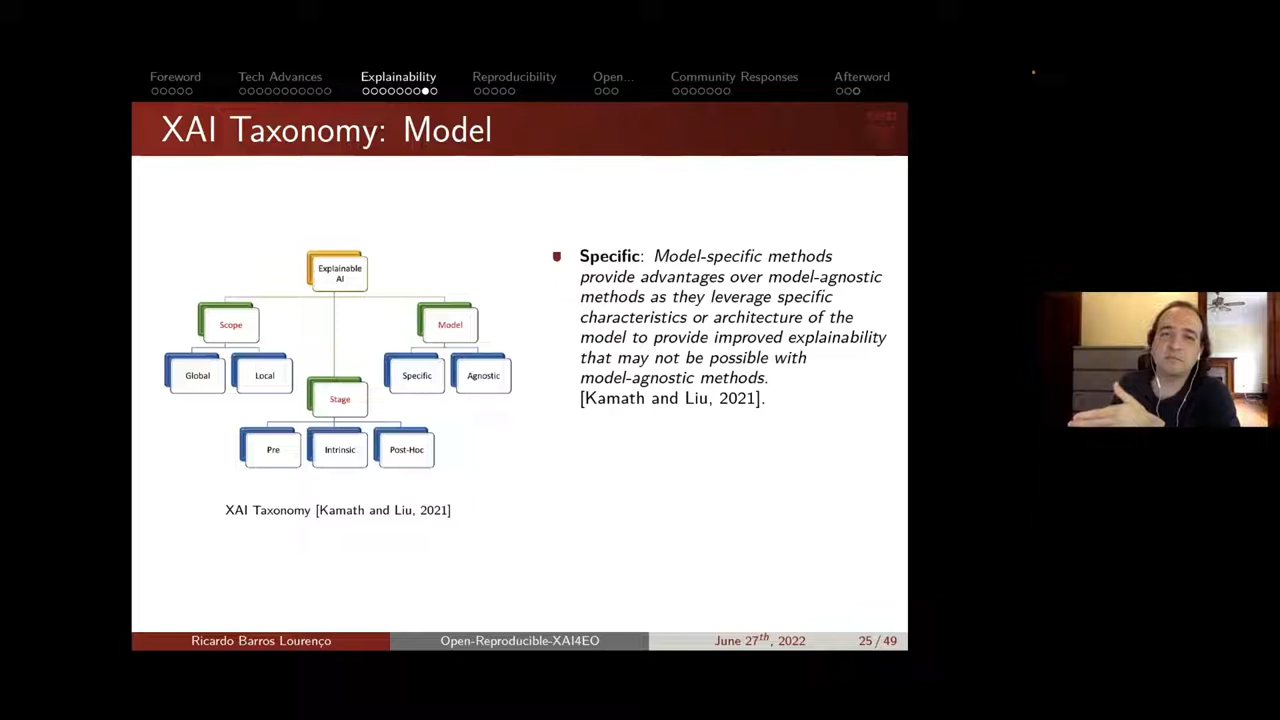 Foreword Tech Advances Explainability Reproducibility Open... Community Responses Afterword
XAI Taxonomy: Model
Explainable
AI
Scope
Model
Global
Local
Specific
Agnostic
Stage
Pre
Intrinsic
Post-Hoc
XAI Taxonomy [Kamath and Liu, 2021]
Specific: Model-specific methods
provide advantages over model-agnostic
methods as they leverage specific
characteristics or architecture of the
model to provide improved explainability
that may not be possible with
model-agnostic methods.
[Kamath and Liu, 2021].
Ricardo Barros Lourenço Open-Reproducible-XAI4EO June 27th, 2022 25 / 49